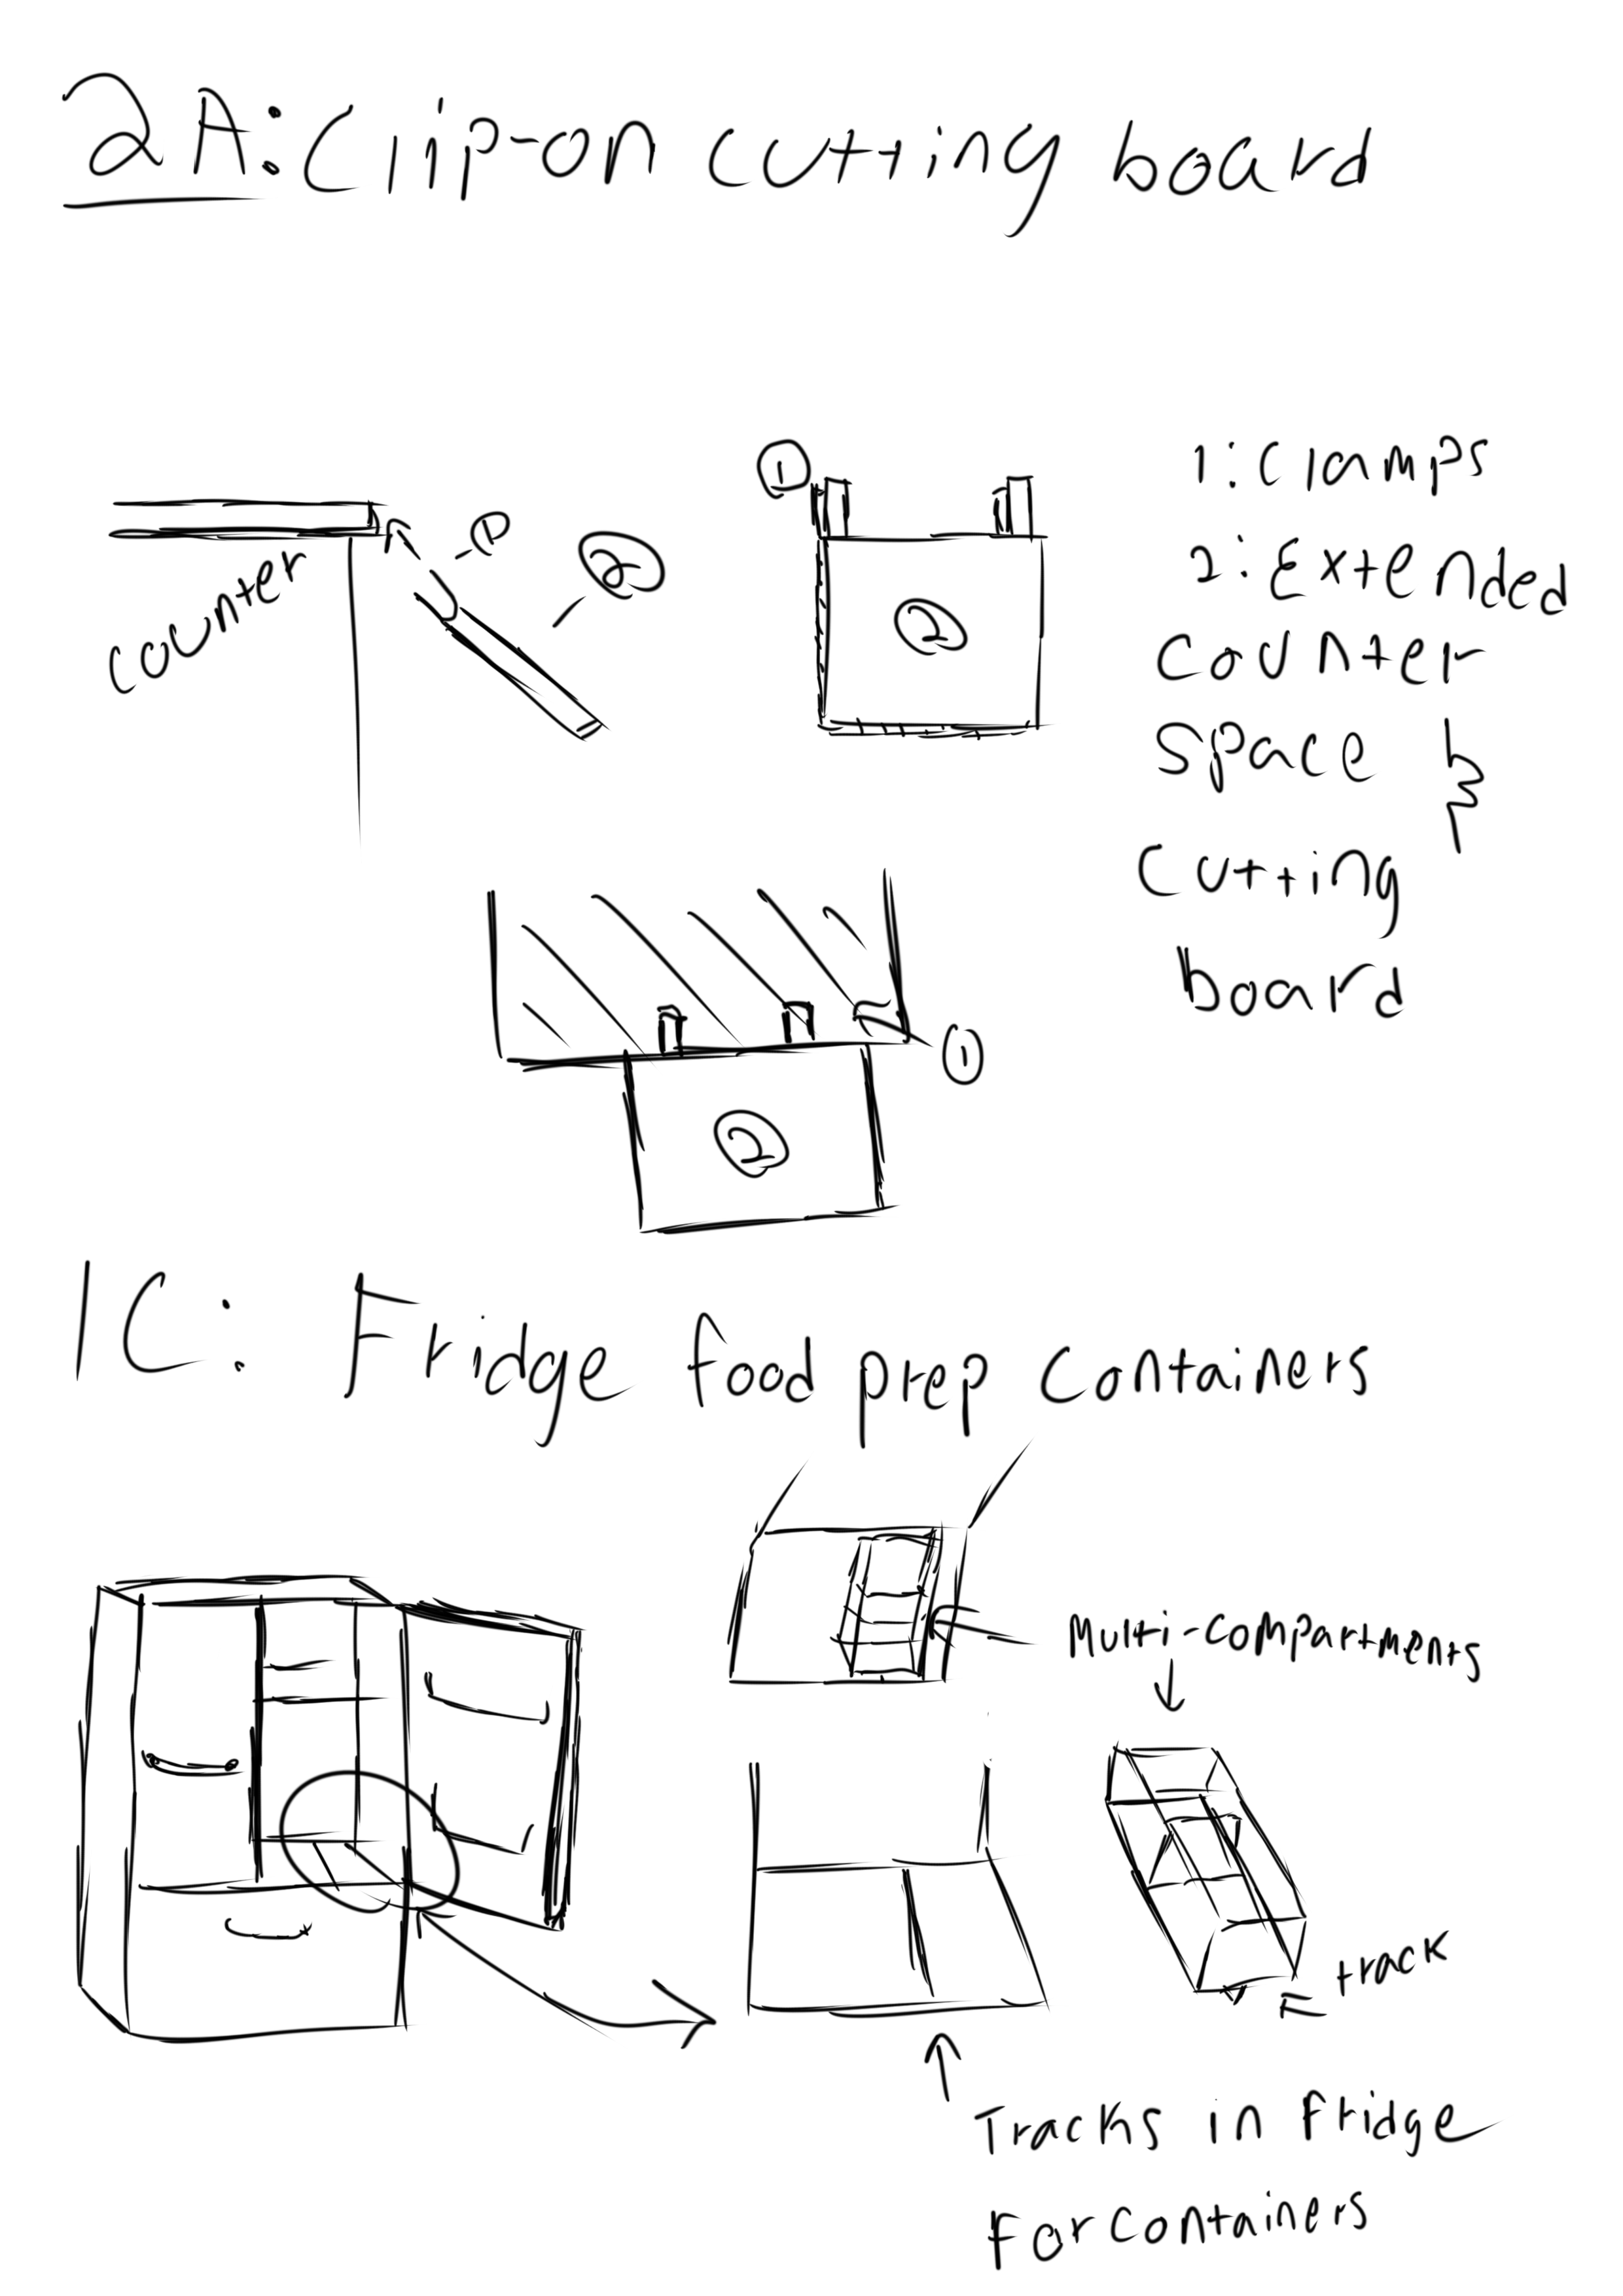 2A: Clip-on cutting board
1
1: Clamps
1
2
2: Extended
counter
2
counter
space &
cutting
board
1
2
1C: Fridge food prep containers
Multi-compartments
track
Tracks in fridge
for containers